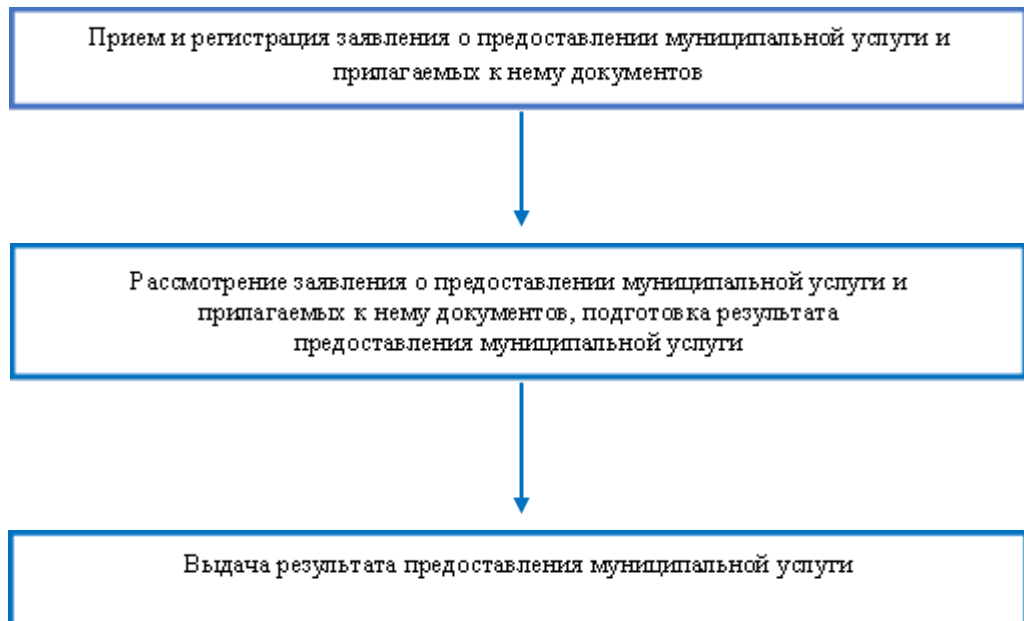 Прием и регистрация заявления о предоставлении муниципальной услуги и
прилагаемых к нему документов
Рассмотрение заявления о предоставлении муниципальной услуги и
прилагаемых к нему документов, подготовка результата
предоставления муниципальной услуги
Выдача результата предоставления муниципальной услуги